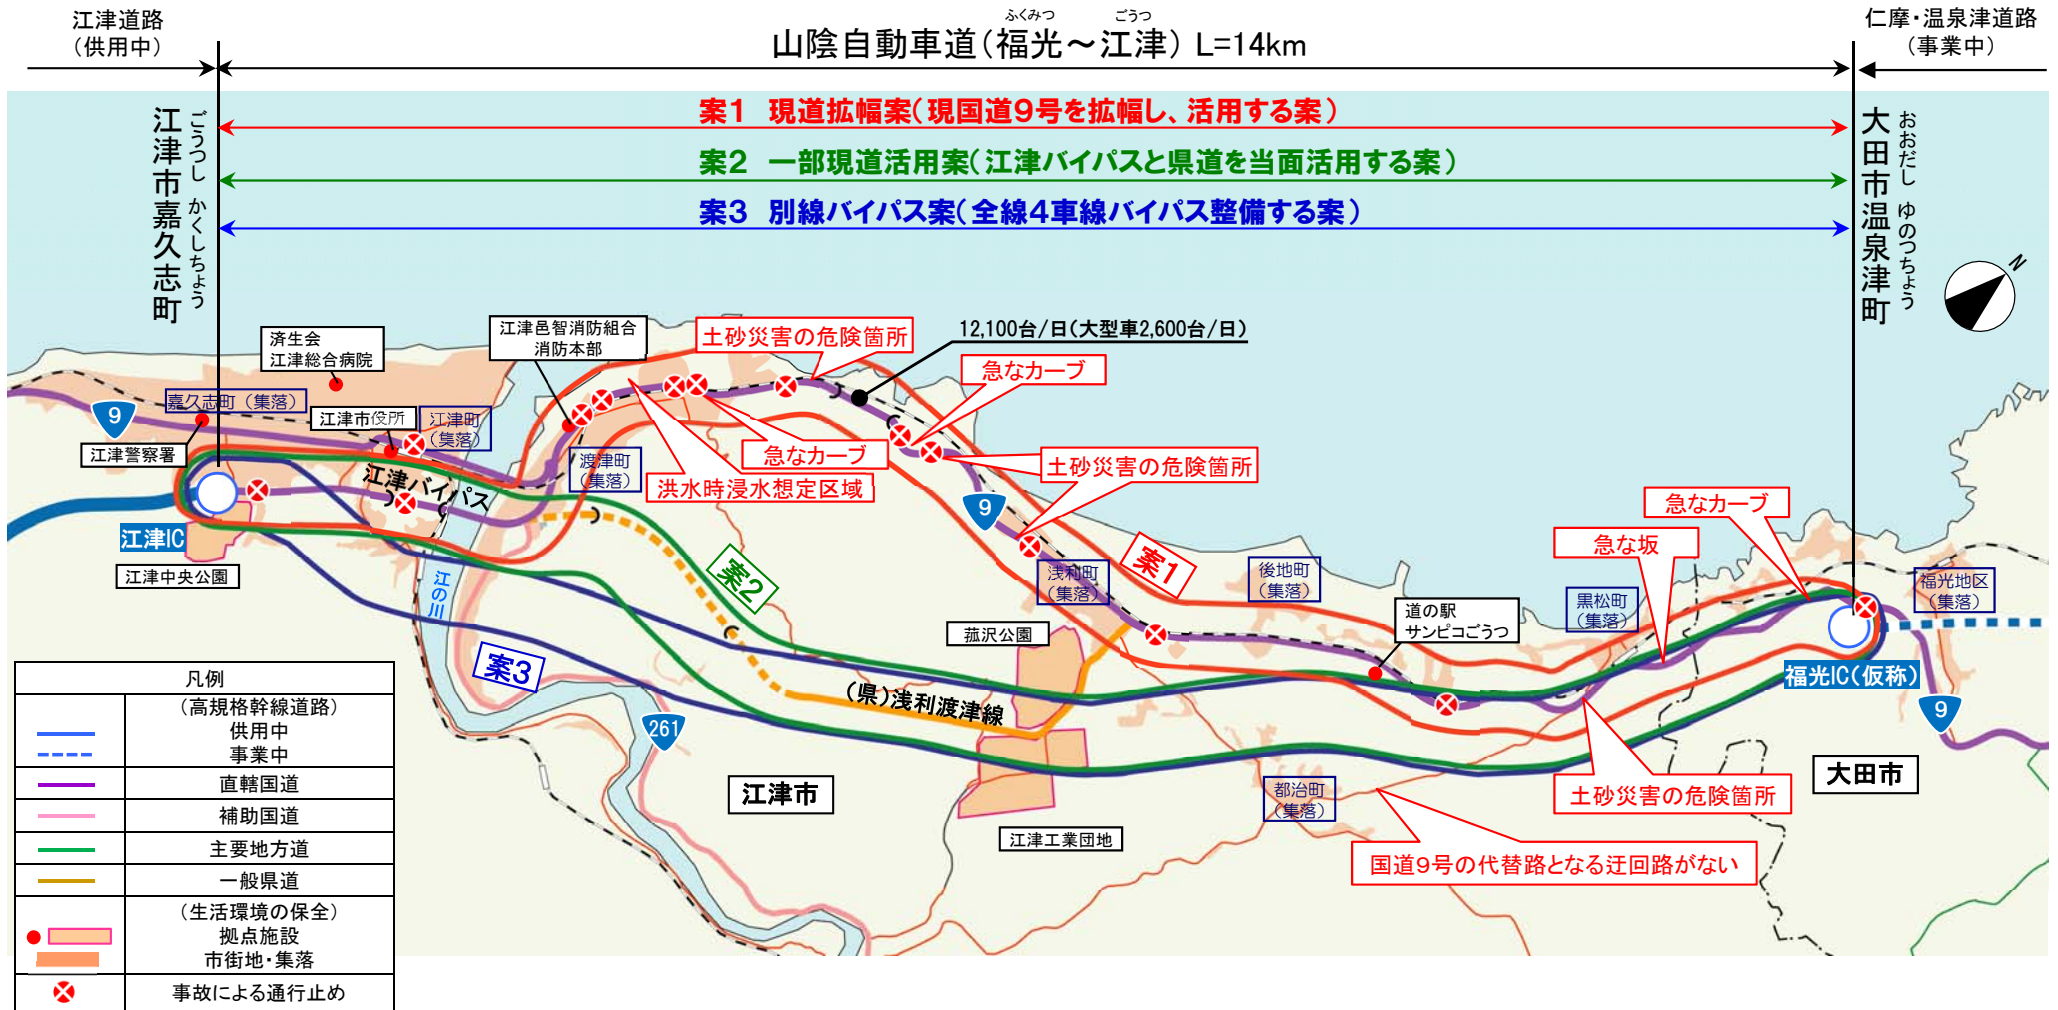 江津道路
（供用中）
ふくみつ
ごうつ
山陰自動車道（福光～江津） L=14km
仁摩・温泉津道路
（事業中）
案1 現道拡幅案（現国道9号を拡幅し、活用する案）
案2 一部現道活用案（江津バイパスと県道を当面活用する案）
案3 別線バイパス案（全線4車線バイパス整備する案）
江津市嘉久志町
ごうつし かくしちょう
大田市温泉津町
おおだし ゆのつちょう
N
済生会
江津総合病院
江津邑智消防組合
消防本部
土砂災害の危険箇所
12,100台/日（大型車2,600台/日）
急なカーブ
9
嘉久志町（集落）
江津市役所
江津町
（集落）
江津警察署
渡津町
（集落）
急なカーブ
洪水時浸水想定区域
土砂災害の危険箇所
江津バイパス
9
急なカーブ
急な坂
江津IC
江津中央公園
江の川
案2
案1
浅利町
（集落）
後地町
（集落）
黒松町
（集落）
福光地区
（集落）
道の駅
サンピコごうつ
菰沢公園
案3
福光IC（仮称）
（県）浅利渡津線
261
9
江津市
都治町
（集落）
大田市
土砂災害の危険箇所
江津工業団地
国道9号の代替路となる迂回路がない
凡例
（高規格幹線道路）
供用中
事業中
直轄国道
補助国道
主要地方道
一般県道
（生活環境の保全）
拠点施設
市街地・集落
事故による通行止め